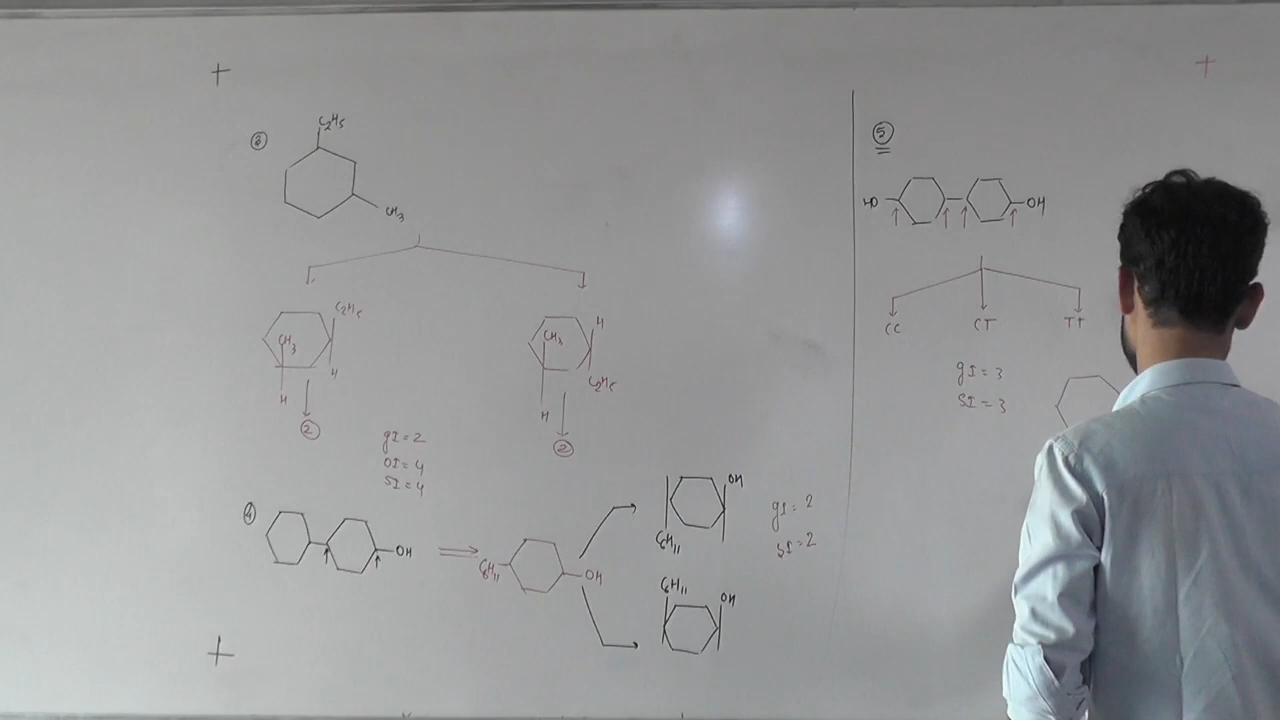 ③
C₂H₅
CH₃
C₂H₅
CH₃
H
H
②
H
CH₃
C₂H₅
H
②
gI = 2
OI = 4
SI = 4
④
OH
C₆H₁₁
OH
OH
C₆H₁₁
gI = 2
SI = 2
C₆H₁₁
OH
⑤
HO
OH
CC
CT
TT
gI = 3
SI = 3